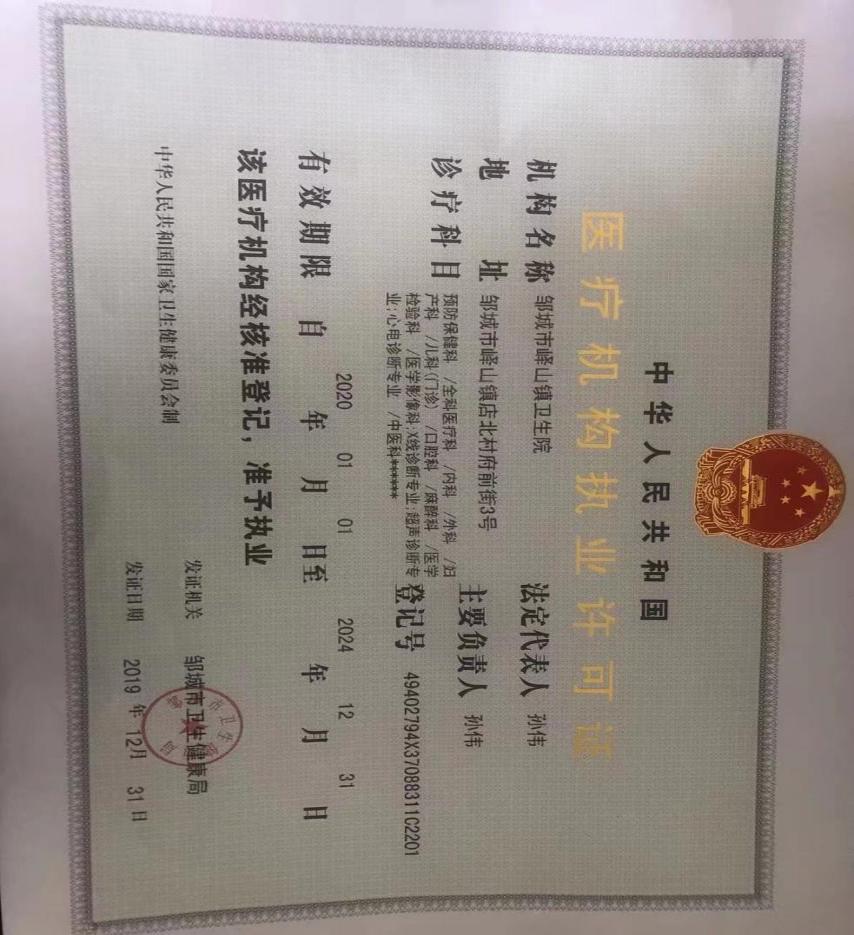 中华人民共和国
医疗机构执业许可证
机构名称 邹城市峄山镇卫生院 法定代表人 孙伟
地址 邹城市峄山镇店北村府前街3号 主要负责人 孙伟
诊疗科目 预防保健科 /全科医疗科 /内科 /外科 /妇
产科 /儿科(门诊) /口腔科 /麻醉科 /医学
检验科 /医学影像科:X线诊断专业;超声诊断专
业;心电诊断专业 /中医科******
登记号 49402794X37088311C2201
有效期限 自 2020 年 01 月 01 日至 2024 年 12 月 31 日
该医疗机构经核准登记，准予执业
发证机关 邹城市卫生健康局
中华人民共和国国家卫生健康委员会制
发证日期 2019 年 12月 31 日